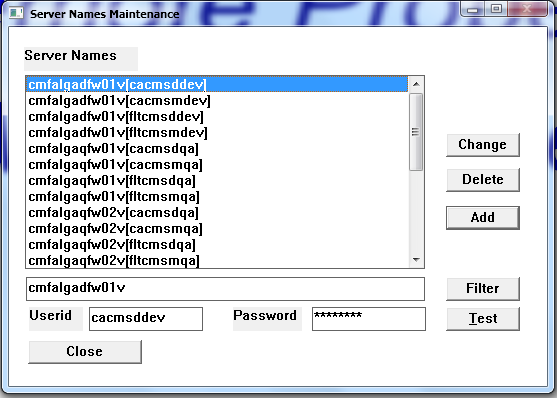 Server Names Maintenance
Server Names
cmfalgadfw01v[cacmsddev]
cmfalgadfw01v[cacmsmdev]
cmfalgadfw01v[fltcmsddev]
cmfalgadfw01v[fltcmsmdev]
cmfalgaqfw01v[cacmsdqa]
cmfalgaqfw01v[cacmsmqa]
cmfalgaqfw01v[fltcmsdqa]
cmfalgaqfw01v[fltcmsmqa]
cmfalgaqfw02v[cacmsdqa]
cmfalgaqfw02v[cacmsmqa]
cmfalgaqfw02v[fltcmsdqa]
cmfalgaqfw02v[fltcmsmqa]
Change
Delete
Add
cmfalgadfw01v
Filter
Userid cacmsddev Password ******** Test
Close